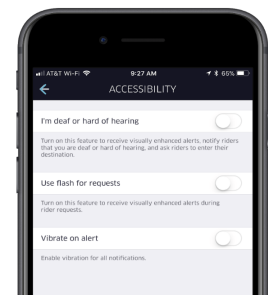 AT&T Wi-Fi 9:27 AM 65%
ACCESSIBILITY
I'm deaf or hard of hearing
Turn on this feature to receive visually enhanced alerts, notify riders
that you are deaf or hard of hearing, and ask riders to enter their
destination.
Use flash for requests
Turn on this feature to receive visually enhanced alerts during
rider requests.
Vibrate on alert
Enable vibration for all notifications.